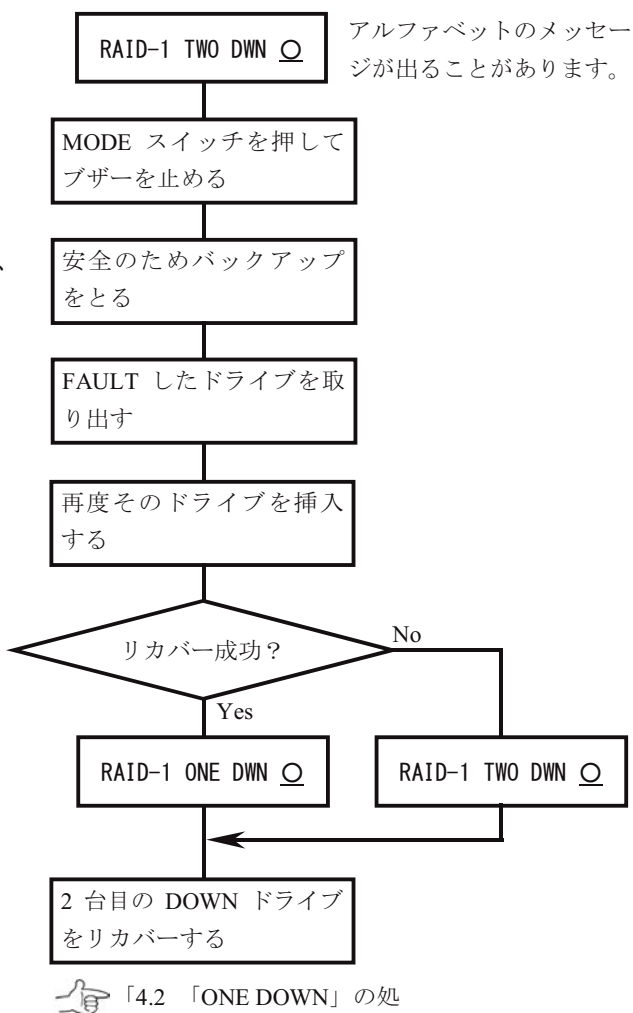 RAID-1 TWO DWN ○
アルファベットのメッセー
ジが出ることがあります。
MODE スイッチを押して
ブザーを止める
、
安全のためバックアップ
をとる
FAULT したドライブを取
り出す
再度そのドライブを挿入
する
リカバー成功？
No
Yes
RAID-1 ONE DWN ○
RAID-1 TWO DWN ○
2 台目の DOWN ドライブ
をリカバーする
「4.2 「ONE DOWN」の処